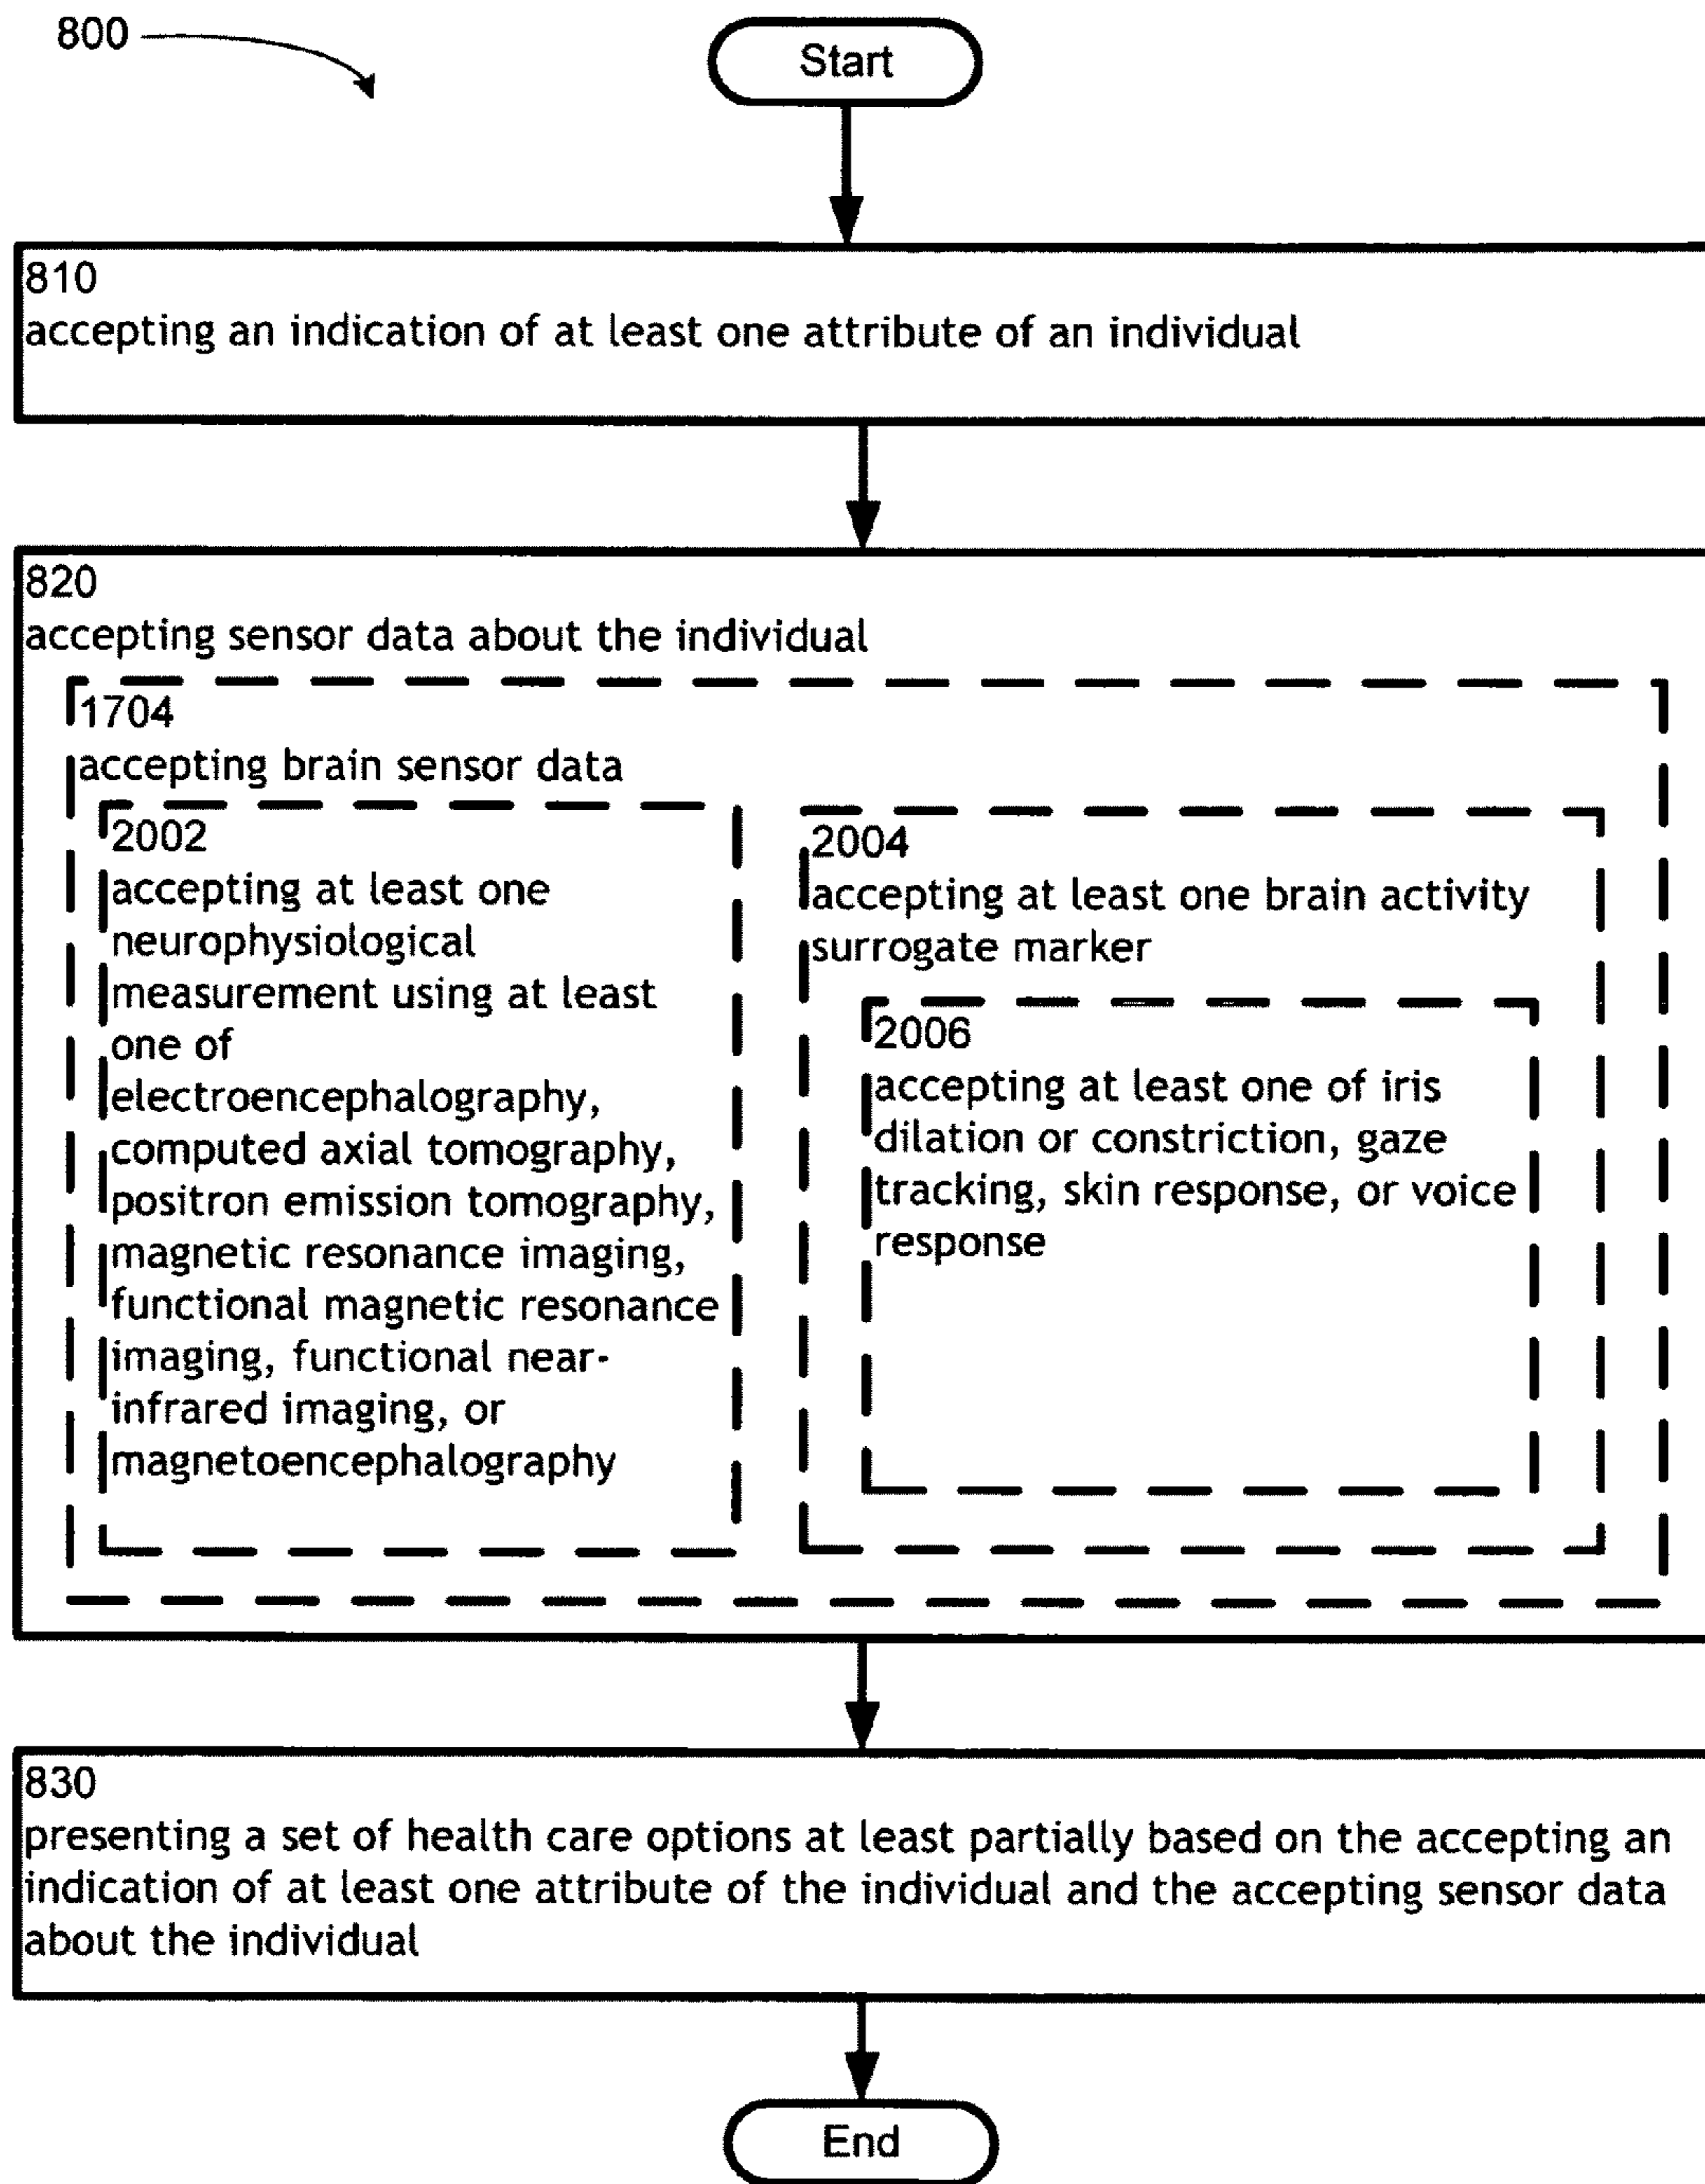 800
Start
810
accepting an indication of at least one attribute of an individual
820
accepting sensor data about the individual
1704
accepting brain sensor data
2002
accepting at least one
neurophysiological
measurement using at least
one of
electroencephalography,
computed axial tomography,
positron emission tomography,
magnetic resonance imaging,
functional magnetic resonance
imaging, functional near-
infrared imaging, or
magnetoencephalography
2004
accepting at least one brain activity
surrogate marker
2006
accepting at least one of iris
dilation or constriction, gaze
tracking, skin response, or voice
response
830
presenting a set of health care options at least partially based on the accepting an
indication of at least one attribute of the individual and the accepting sensor data
about the individual
End